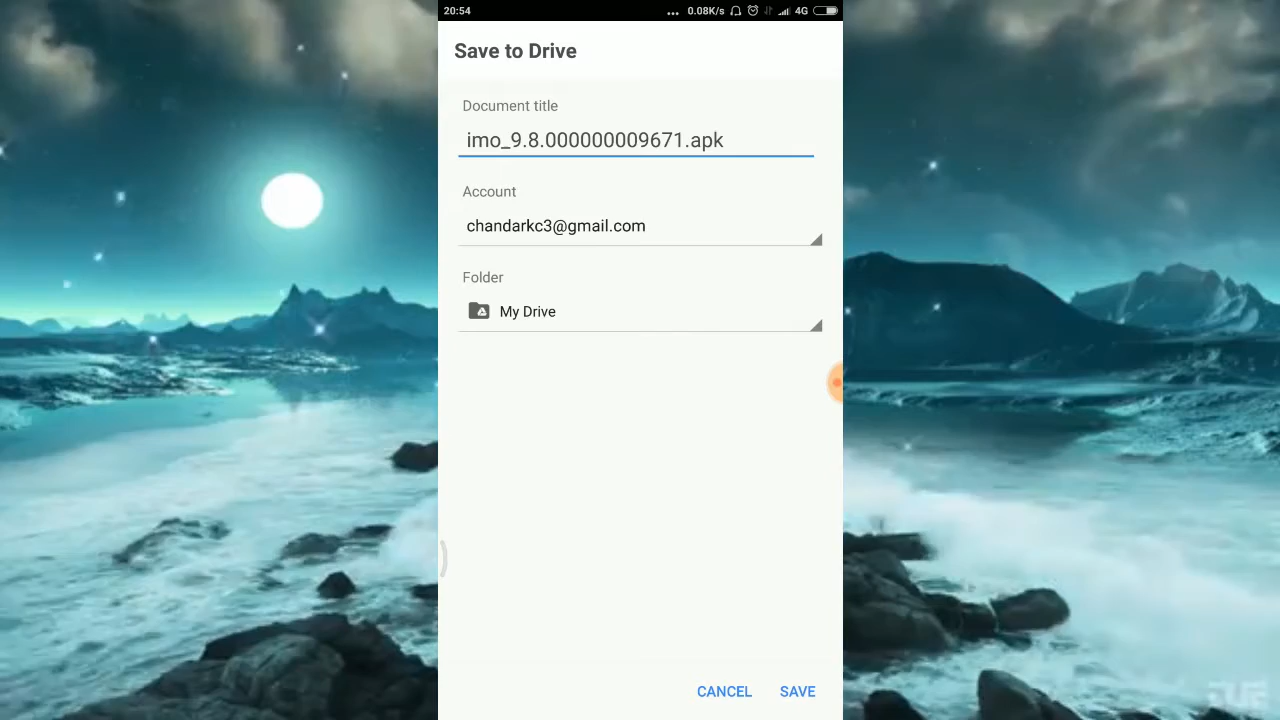 20:54 ... 0.08K/s 4G
Save to Drive
Document title
imo_9.8.000000009671.apk
Account
chandarkc3@gmail.com
Folder
My Drive
CANCEL SAVE